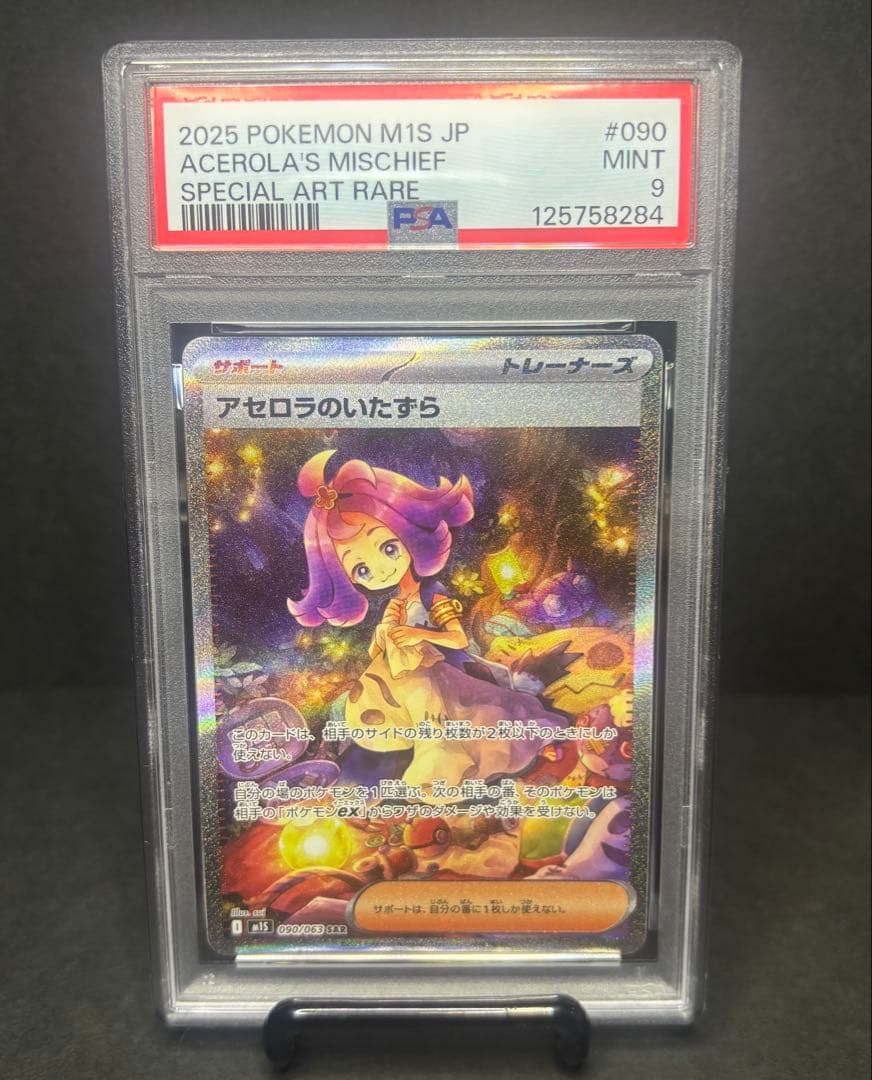 2025 POKEMON M1S JP #090
ACEROLA'S MISCHIEF MINT
SPECIAL ART RARE 9
PSA 125758284
サポート トレーナーズ
アセロラのいたずら
このカードは、相手のサイドの残り枚数が2枚以下のときにしか
使えない。
自分の場のポケモンを1匹選ぶ。次の相手の番、そのポケモンは
相手の「ポケモンex」からワザのダメージや効果を受けない。
サポートは、自分の番に1枚しか使えない。
illus. sui
I M1S 090/063 SAR